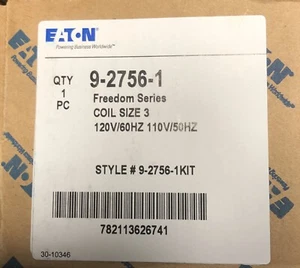 EATON
Powering Business Worldwide™
QTY
1
PC
9-2756-1
Freedom Series
COIL SIZE 3
120V/60HZ 110V/50HZ
STYLE # 9-2756-1KIT
782113626741
30-10346